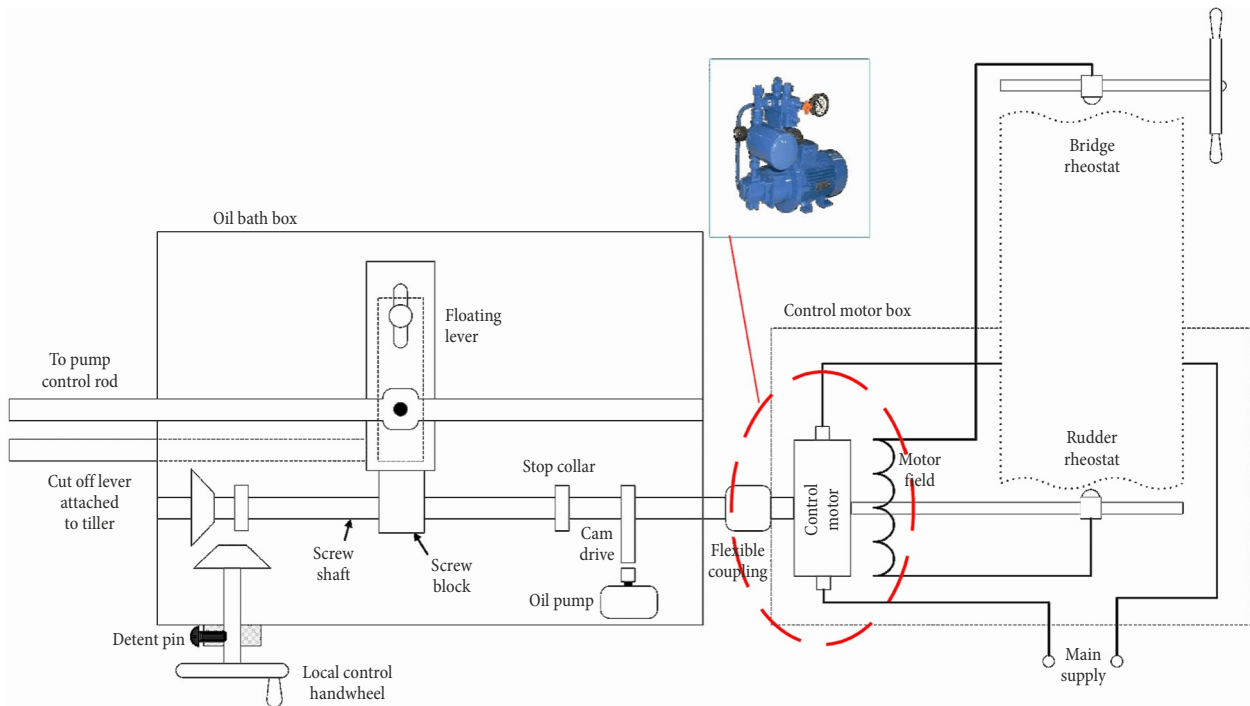 Bridge
rheostat
Oil bath box
Control motor box
Floating
lever
To pump
control rod
Rudder
rheostat
Motor
field
Stop collar
Cut off lever
attached
to tiller
Control
motor
Cam
drive
Flexible
coupling
Screw
shaft
Screw
block
Oil pump
Detent pin
Main
supply
Local control
handwheel